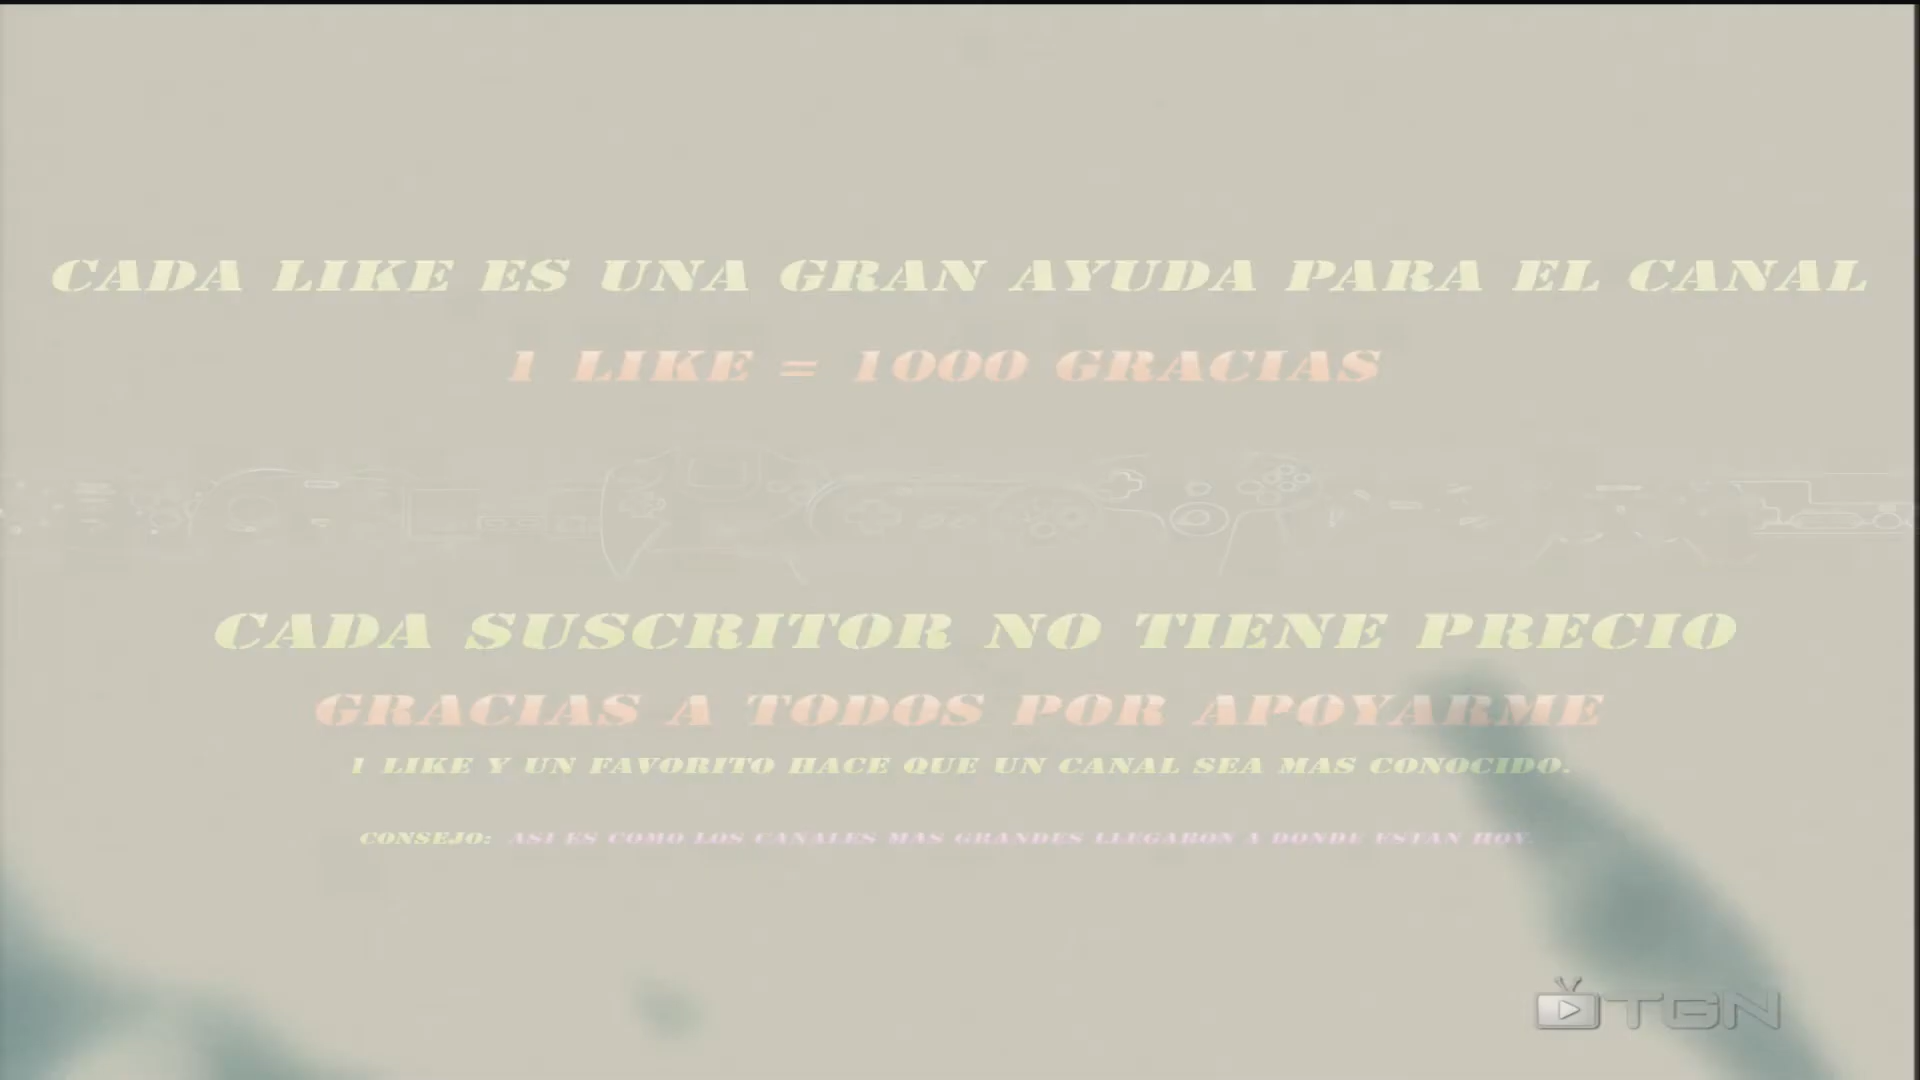 CADA LIKE ES UNA GRAN AYUDA PARA EL CANAL
1 LIKE = 1000 GRACIAS
CADA SUSCRITOR NO TIENE PRECIO
GRACIAS A TODOS POR APOYARME
1 LIKE Y UN FAVORITO HACE QUE UN CANAL SEA MAS CONOCIDO.
CONSEJO: ASI ES COMO LOS CANALES MAS GRANDES LLEGARON A DONDE ESTAN HOY.
TGN